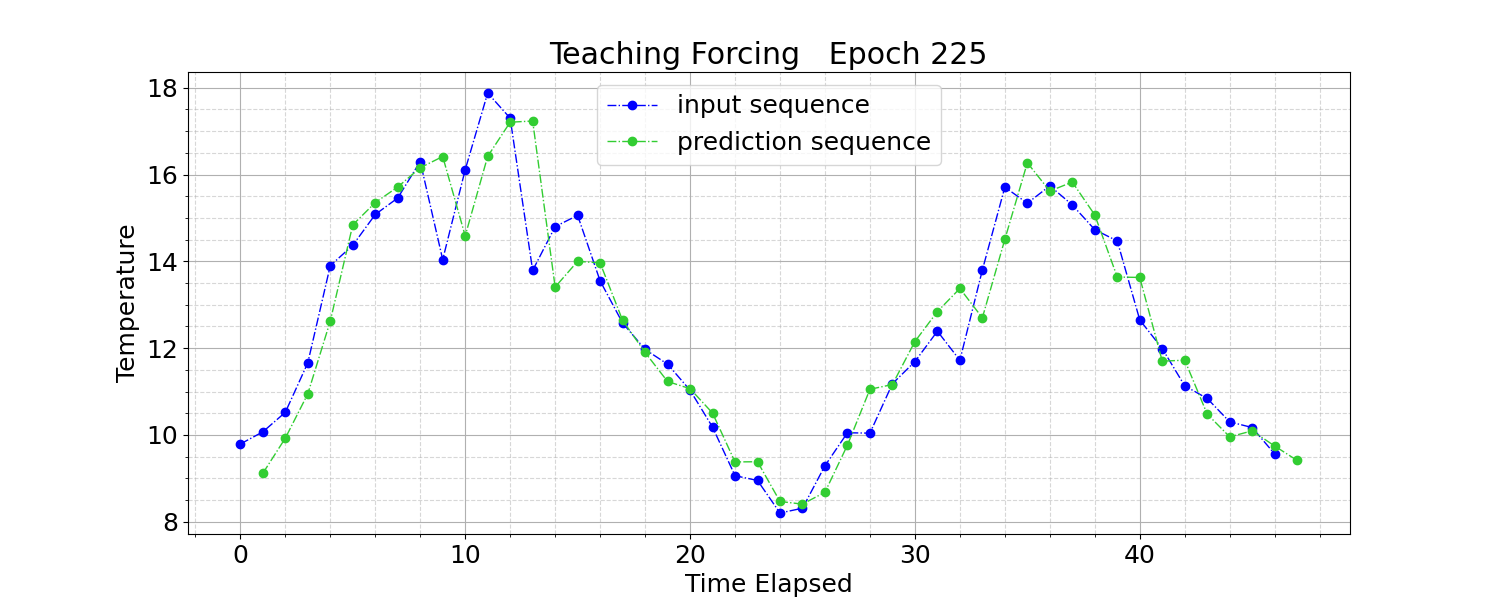 Teaching Forcing   Epoch 225
input sequence
prediction sequence
Temperature
18
16
14
12
10
8
0 10 20 30 40
Time Elapsed